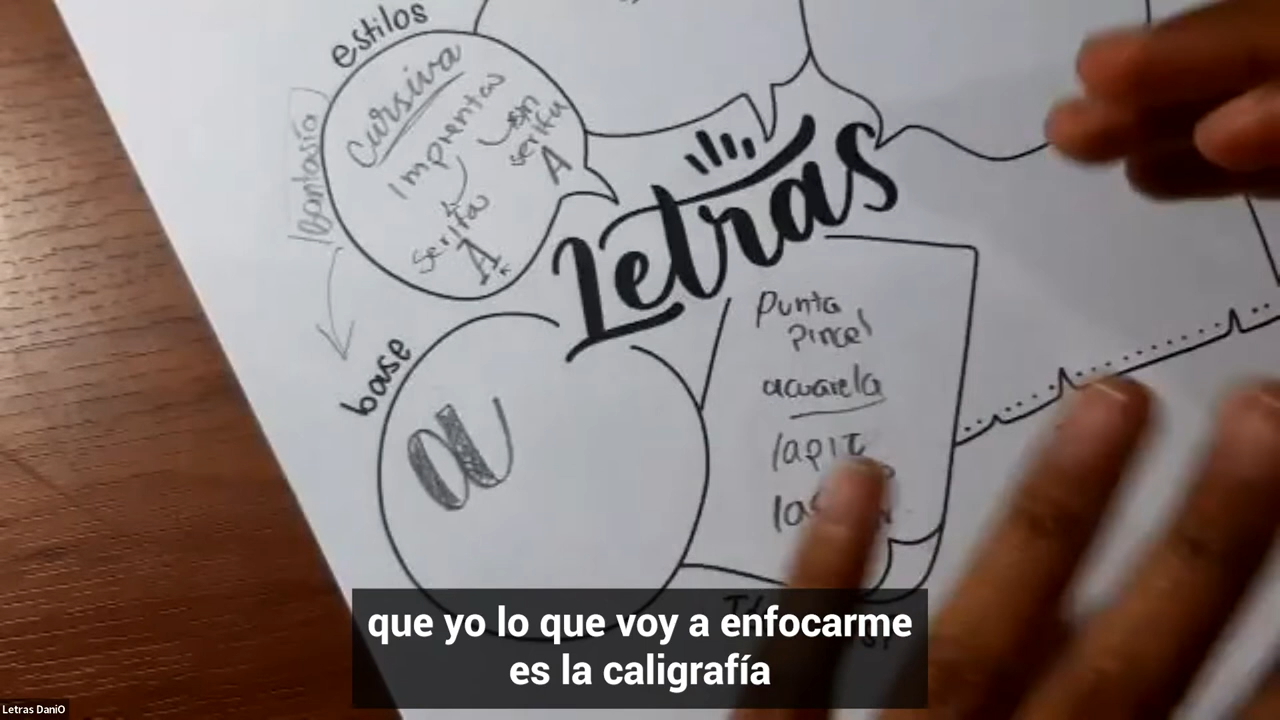 estilos
Cursiva
Imprenta
sin
serifa
A
serifa
A
fantasía
Letras
base
a
Punta
Pincel
acuarela
lapiz
que yo lo que voy a enfocarme
es la caligrafía
Letras DaniO